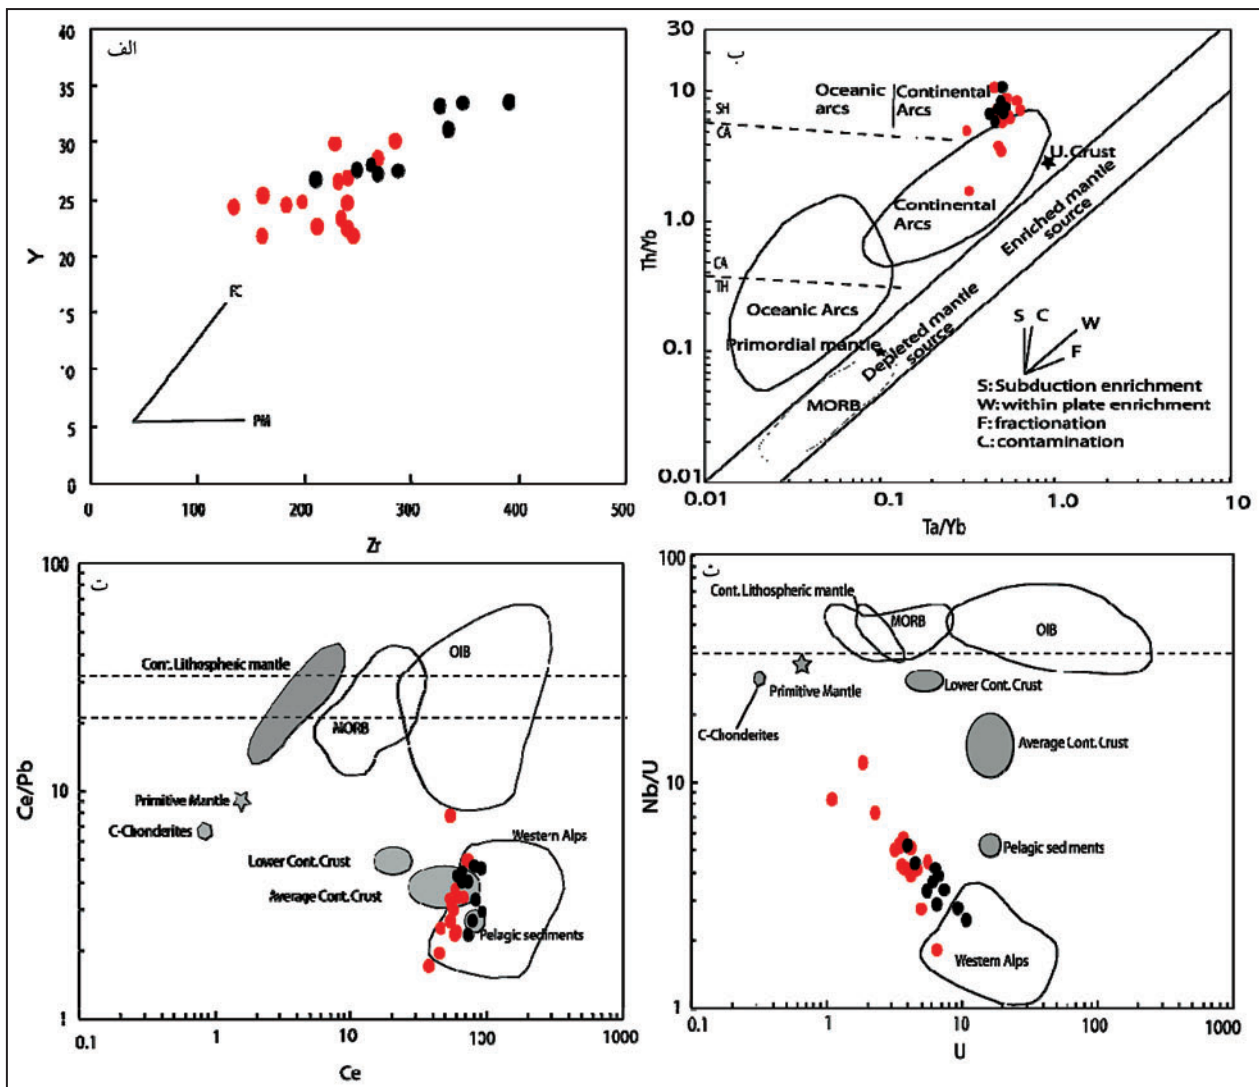 الف
40
35
30
25
20
15
10
5
0
Y
FC
PM
0
100
200
300
400
500
Zr
ب
30
10
1.0
0.1
0.01
Th/Yb
Oceanic arcs
Continental Arcs
SH
CA
U. Crust
Continental Arcs
Enriched mantle source
CA
TH
Oceanic Arcs
Primordial mantle
Depleted mantle source
MORB
S C
W
F
S: Subduction enrichment
W: within plate enrichment
F: fractionation
C: contamination
0.01
0.1
1.0
10
Ta/Yb
ت
100
10
1
Ce/Pb
Cont. Lithospheric mantle
OIB
MORB
Primitive Mantle
C-Chonderites
Western Alps
Lower Cont. Crust
Average Cont. Crust
Pelagic sediments
0.1
1
10
100
1000
Ce
ث
100
10
1
Nb/U
Cont. Lithospheric mantle
MORB
OIB
Primitive Mantle
Lower Cont. Crust
C-Chonderites
Average Cont. Crust
Pelagic sediments
Western Alps
0.1
1
10
100
1000
U